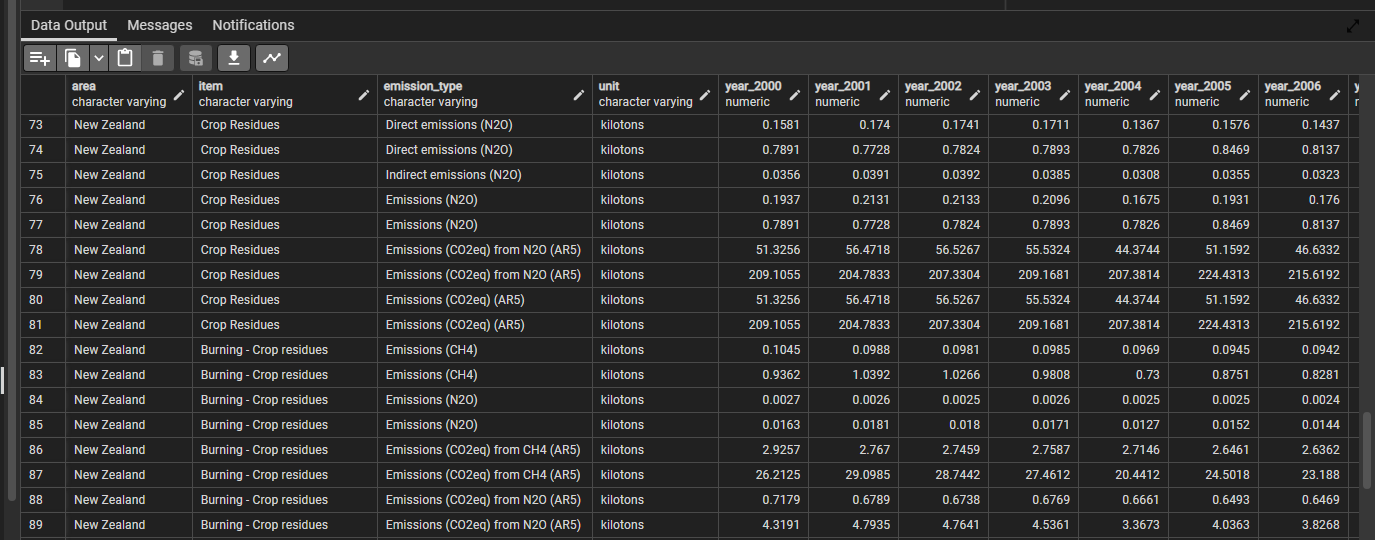 Data Output Messages Notifications
area item emission_type unit year_2000 year_2001 year_2002 year_2003 year_2004 year_2005 year_2006 y
character varying character varying character varying character varying numeric numeric numeric numeric numeric numeric numeric r
73 New Zealand Crop Residues Direct emissions (N2O) kilotons 0.1581 0.174 0.1741 0.1711 0.1367 0.1576 0.1437
74 New Zealand Crop Residues Direct emissions (N2O) kilotons 0.7891 0.7728 0.7824 0.7893 0.7826 0.8469 0.8137
75 New Zealand Crop Residues Indirect emissions (N2O) kilotons 0.0356 0.0391 0.0392 0.0385 0.0308 0.0355 0.0323
76 New Zealand Crop Residues Emissions (N2O) kilotons 0.1937 0.2131 0.2133 0.2096 0.1675 0.1931 0.176
77 New Zealand Crop Residues Emissions (N2O) kilotons 0.7891 0.7728 0.7824 0.7893 0.7826 0.8469 0.8137
78 New Zealand Crop Residues Emissions (CO2eq) from N2O (AR5) kilotons 51.3256 56.4718 56.5267 55.5324 44.3744 51.1592 46.6332
79 New Zealand Crop Residues Emissions (CO2eq) from N2O (AR5) kilotons 209.1055 204.7833 207.3304 209.1681 207.3814 224.4313 215.6192
80 New Zealand Crop Residues Emissions (CO2eq) (AR5) kilotons 51.3256 56.4718 56.5267 55.5324 44.3744 51.1592 46.6332
81 New Zealand Crop Residues Emissions (CO2eq) (AR5) kilotons 209.1055 204.7833 207.3304 209.1681 207.3814 224.4313 215.6192
82 New Zealand Burning - Crop residues Emissions (CH4) kilotons 0.1045 0.0988 0.0981 0.0985 0.0969 0.0945 0.0942
83 New Zealand Burning - Crop residues Emissions (CH4) kilotons 0.9362 1.0392 1.0266 0.9808 0.73 0.8751 0.8281
84 New Zealand Burning - Crop residues Emissions (N2O) kilotons 0.0027 0.0026 0.0025 0.0026 0.0025 0.0025 0.0024
85 New Zealand Burning - Crop residues Emissions (N2O) kilotons 0.0163 0.0181 0.018 0.0171 0.0127 0.0152 0.0144
86 New Zealand Burning - Crop residues Emissions (CO2eq) from CH4 (AR5) kilotons 2.9257 2.767 2.7459 2.7587 2.7146 2.6461 2.6362
87 New Zealand Burning - Crop residues Emissions (CO2eq) from CH4 (AR5) kilotons 26.2125 29.0985 28.7442 27.4612 20.4412 24.5018 23.188
88 New Zealand Burning - Crop residues Emissions (CO2eq) from N2O (AR5) kilotons 0.7179 0.6789 0.6738 0.6769 0.6661 0.6493 0.6469
89 New Zealand Burning - Crop residues Emissions (CO2eq) from N2O (AR5) kilotons 4.3191 4.7935 4.7641 4.5361 3.3673 4.0363 3.8268